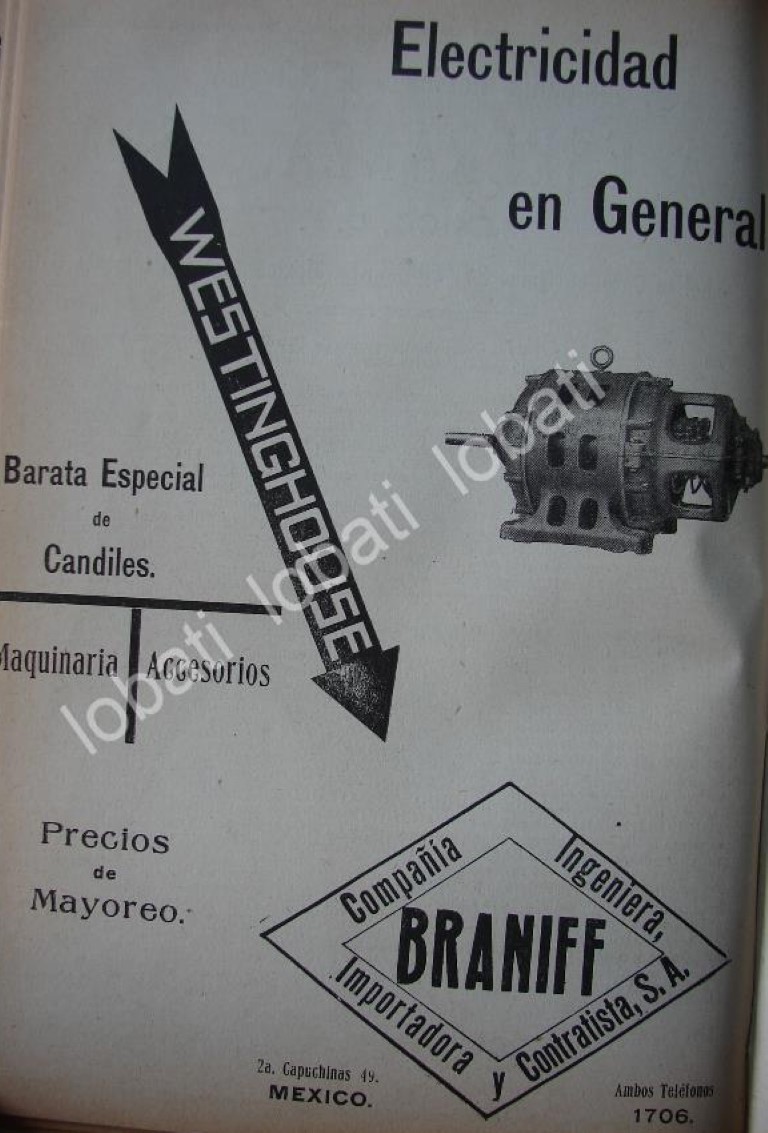 Electricidad
en General
WESTINGHOUSE
Barata Especial
de
Candiles.
Maquinaria
Accesorios
Precios
de
Mayoreo.
Compañía
Ingeniera,
BRANIFF
Importadora
y
Contratista, S. A.
2a. Capuchinas 49.
MEXICO.
Ambos Teléfonos
1706.
lobati lobati lobati